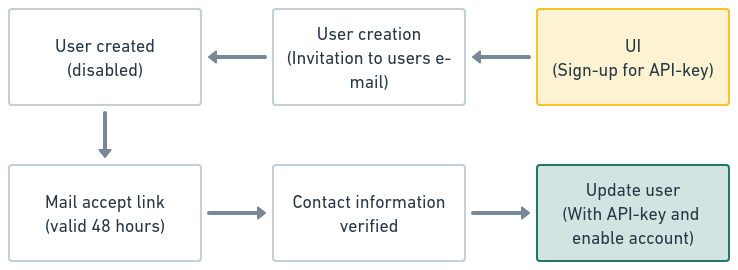 User created
(disabled)
User creation
(Invitation to users e-
mail)
UI
(Sign-up for API-key)
Mail accept link
(valid 48 hours)
Contact information
verified
Update user
(With API-key and
enable account)